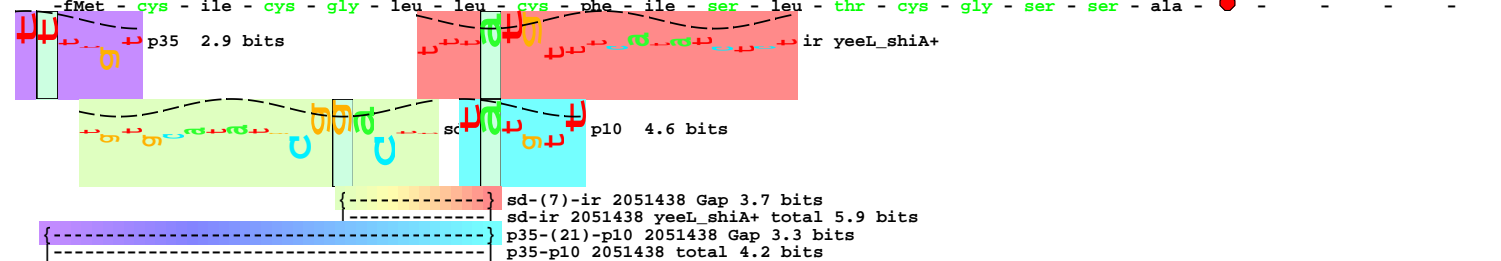 -fMet - cys - ile - cys - gly - leu - leu - cys - phe - ile - ser - leu - thr - cys - gly - ser - ser - ala - - - - -
p35 2.9 bits
ir yeeL_shiA+
p10 4.6 bits
{--------------} sd-(7)-ir 2051438 Gap 3.7 bits
|--------------| sd-ir 2051438 yeeL_shiA+ total 5.9 bits
{------------------------------------------} p35-(21)-p10 2051438 Gap 3.3 bits
|------------------------------------------| p35-p10 2051438 total 4.2 bits